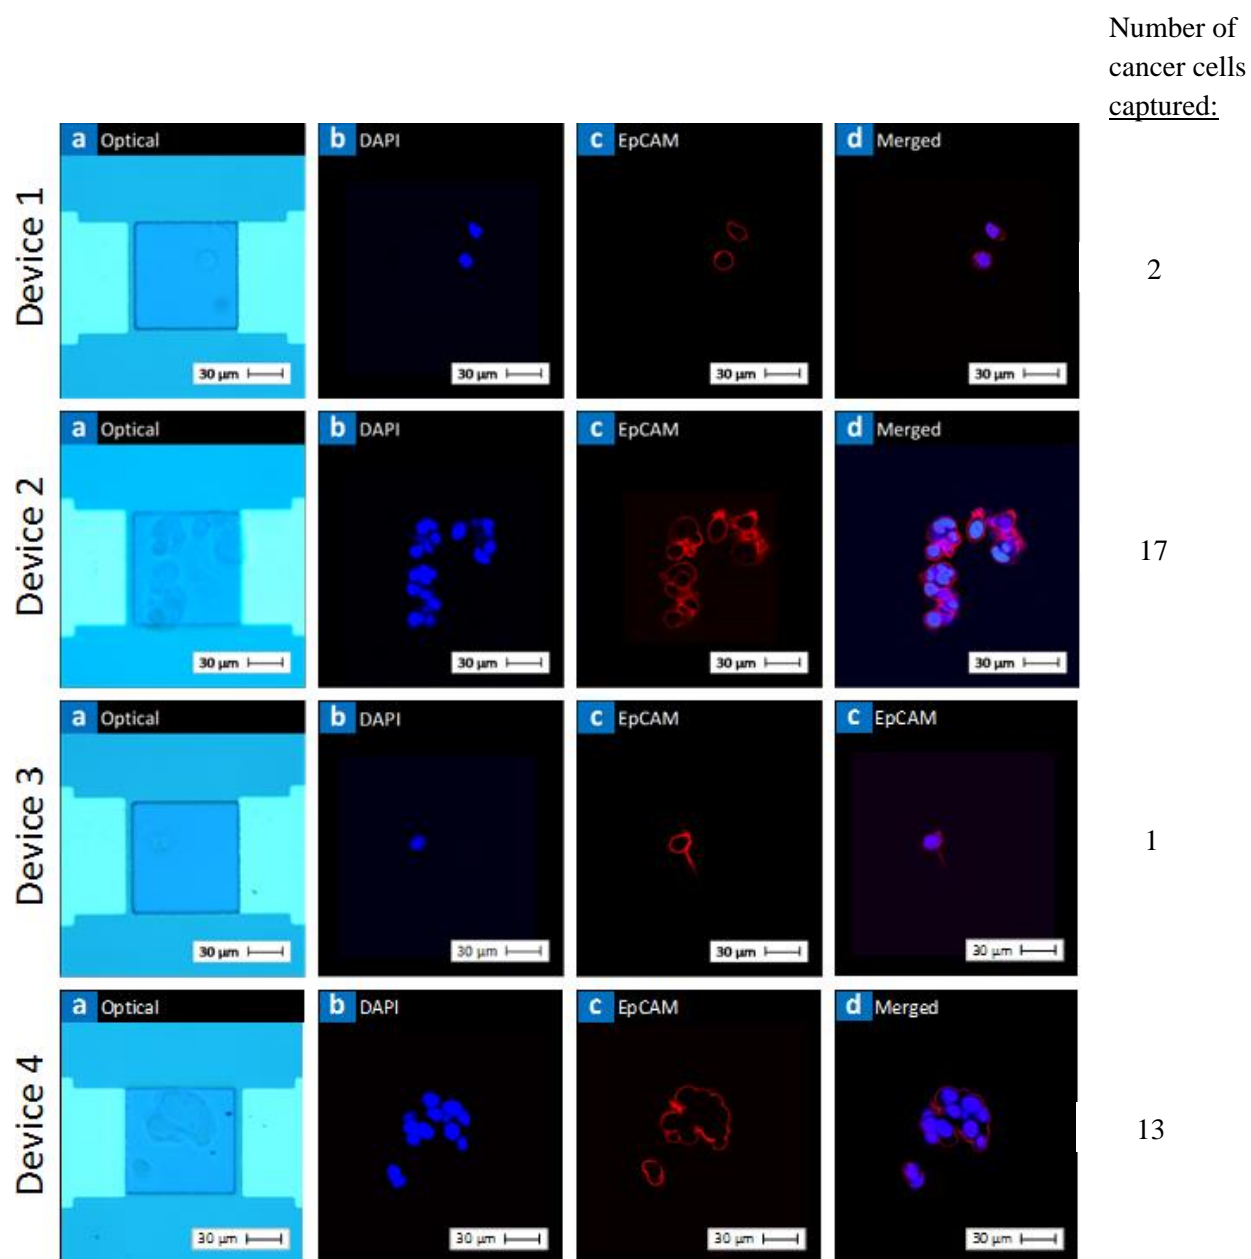 Number of
cancer cells
captured:
Device 1
a Optical
30 µm
b DAPI
30 µm
c EpCAM
30 µm
d Merged
30 µm
2
Device 2
a Optical
30 µm
b DAPI
30 µm
c EpCAM
30 µm
d Merged
30 µm
17
Device 3
a Optical
30 µm
b DAPI
30 µm
c EpCAM
30 µm
c EpCAM
30 µm
1
Device 4
a Optical
30 µm
b DAPI
30 µm
c EpCAM
30 µm
d Merged
30 µm
13